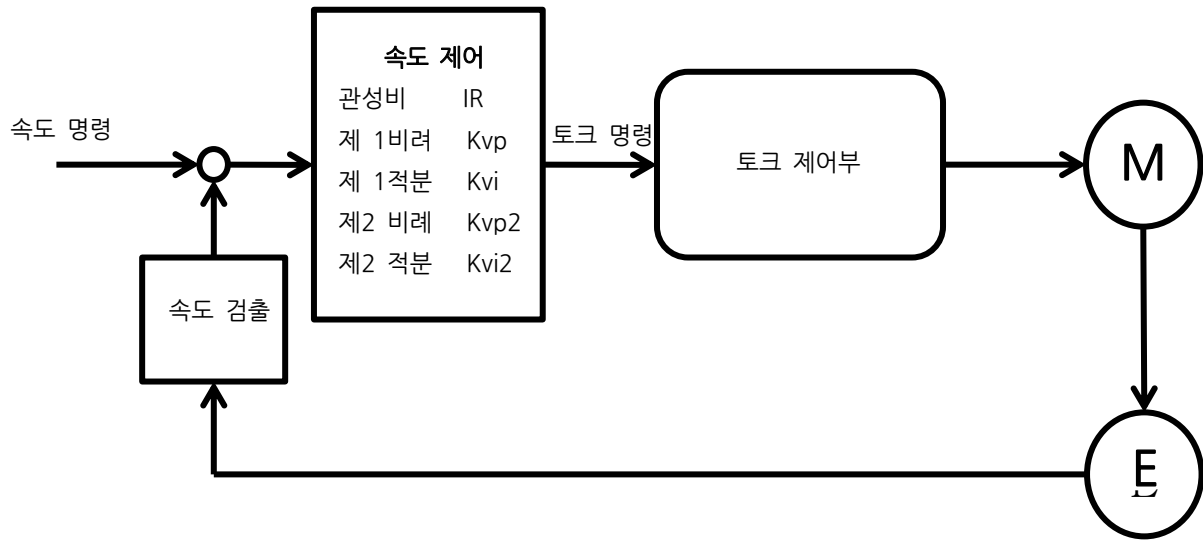 속도 제어
관성비 IR
제 1비려 Kvp
제 1적분 Kvi
제2 비례 Kvp2
제2 적분 Kvi2
속도 명령
토크 명령
토크 제어부
M
속도 검출
E